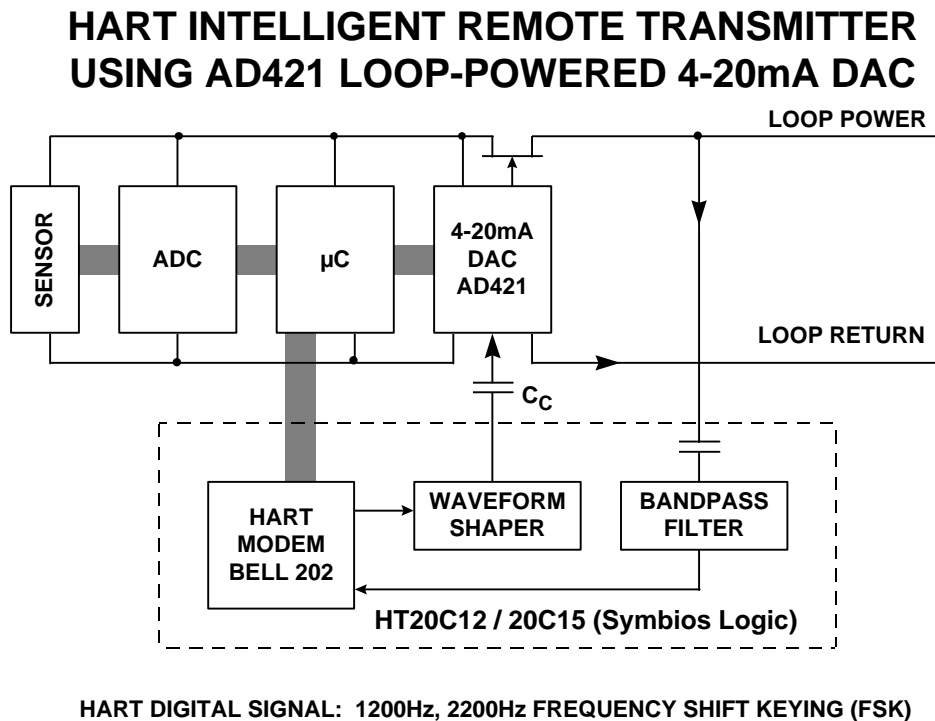 HART INTELLIGENT REMOTE TRANSMITTER
USING AD421 LOOP-POWERED 4-20mA DAC
LOOP POWER
SENSOR
ADC
µC
4-20mA
DAC
AD421
LOOP RETURN
CC
HART
MODEM
BELL 202
WAVEFORM
SHAPER
BANDPASS
FILTER
HT20C12 / 20C15 (Symbios Logic)
HART DIGITAL SIGNAL: 1200Hz, 2200Hz FREQUENCY SHIFT KEYING (FSK)